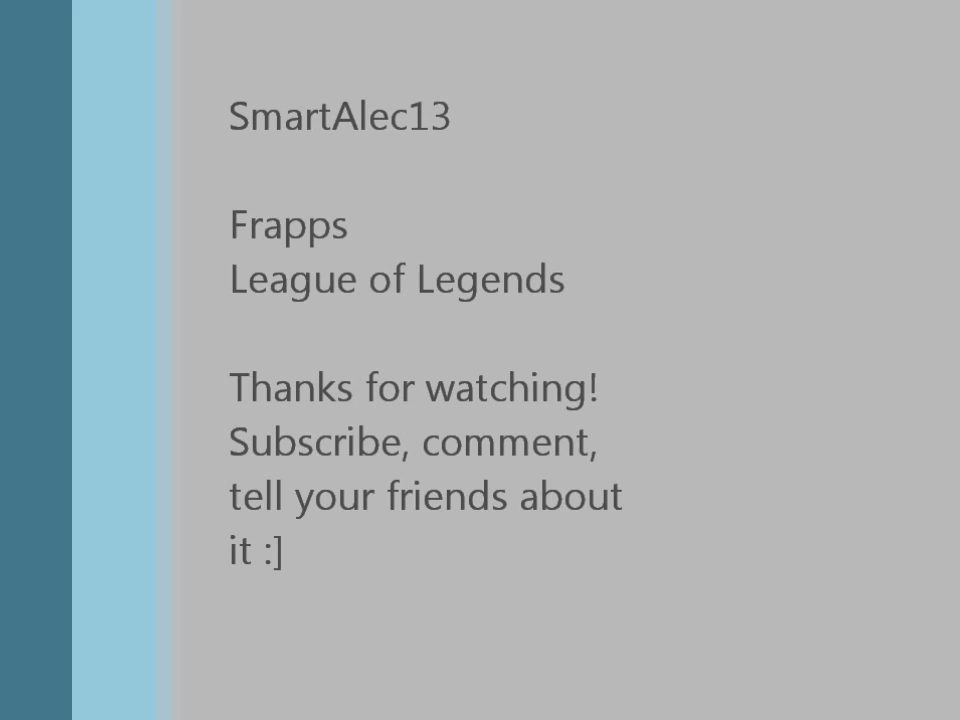 SmartAlec13
Frapps
League of Legends
Thanks for watching!
Subscribe, comment,
tell your friends about
it :]